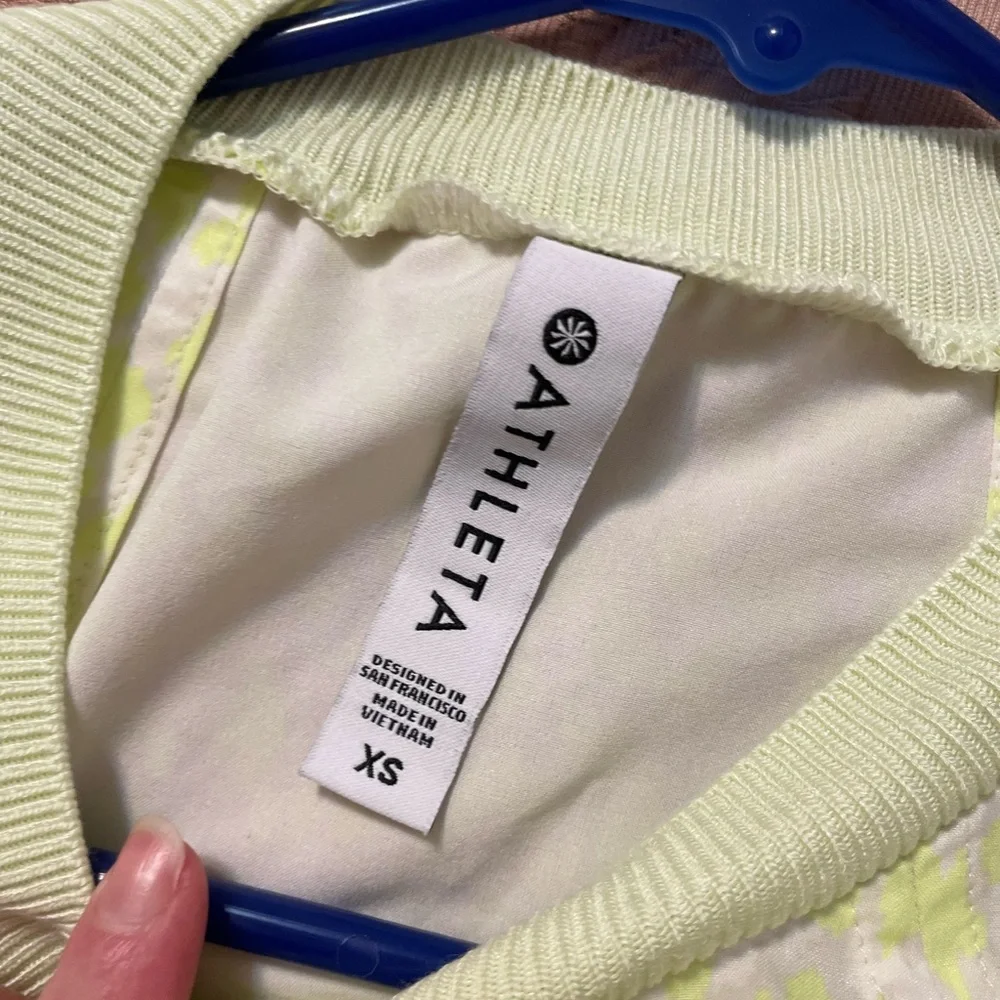 ATHLETA
DESIGNED IN
SAN FRANCISCO
MADE IN
VIETNAM
XS